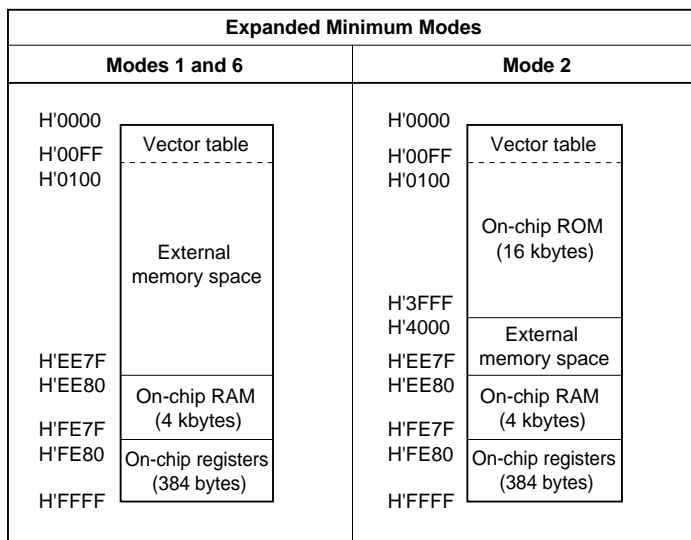 Expanded Minimum Modes
Modes 1 and 6
H'0000
Vector table
H'00FF
H'0100
External
memory space
H'EE7F
H'EE80
On-chip RAM
(4 kbytes)
H'FE7F
H'FE80
On-chip registers
(384 bytes)
H'FFFF
Mode 2
H'0000
Vector table
H'00FF
H'0100
On-chip ROM
(16 kbytes)
H'3FFF
H'4000
External
memory space
H'EE7F
H'EE80
On-chip RAM
(4 kbytes)
H'FE7F
H'FE80
On-chip registers
(384 bytes)
H'FFFF